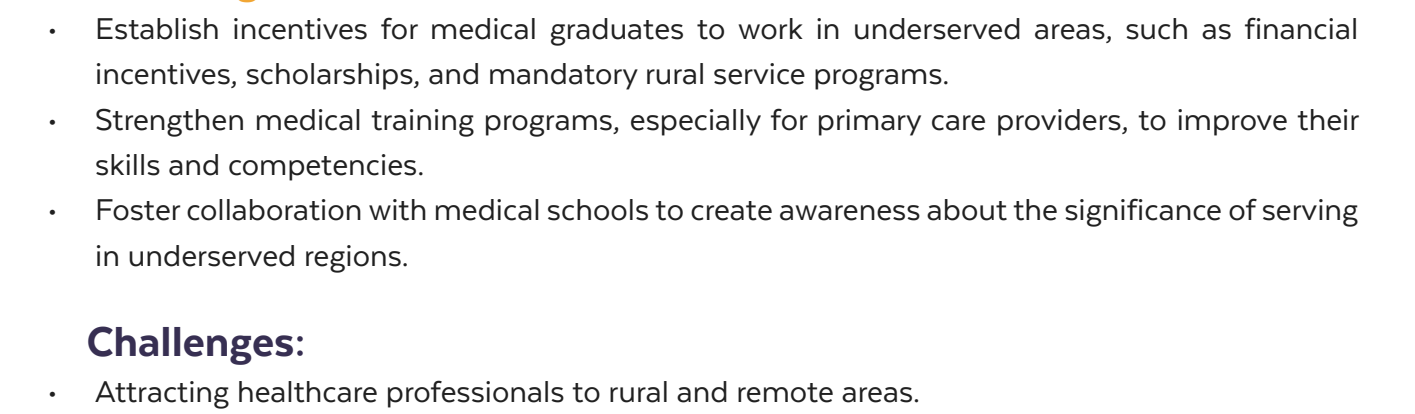 • Establish incentives for medical graduates to work in underserved areas, such as financial
incentives, scholarships, and mandatory rural service programs.
• Strengthen medical training programs, especially for primary care providers, to improve their
skills and competencies.
• Foster collaboration with medical schools to create awareness about the significance of serving
in underserved regions.
Challenges:
• Attracting healthcare professionals to rural and remote areas.